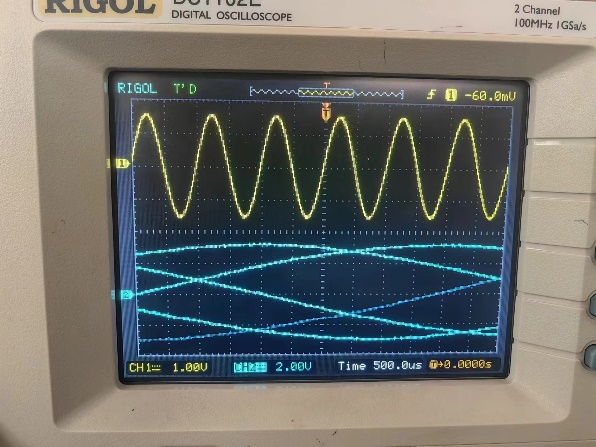 RIGOL
DIGITAL OSCILLOSCOPE
2 Channel
100MHz 1GSa/s
RIGOL T'D
T
1 -60.0mV
T
1
2
CH1 1.00V
2.00V
Time 500.0us
T→0.0000s